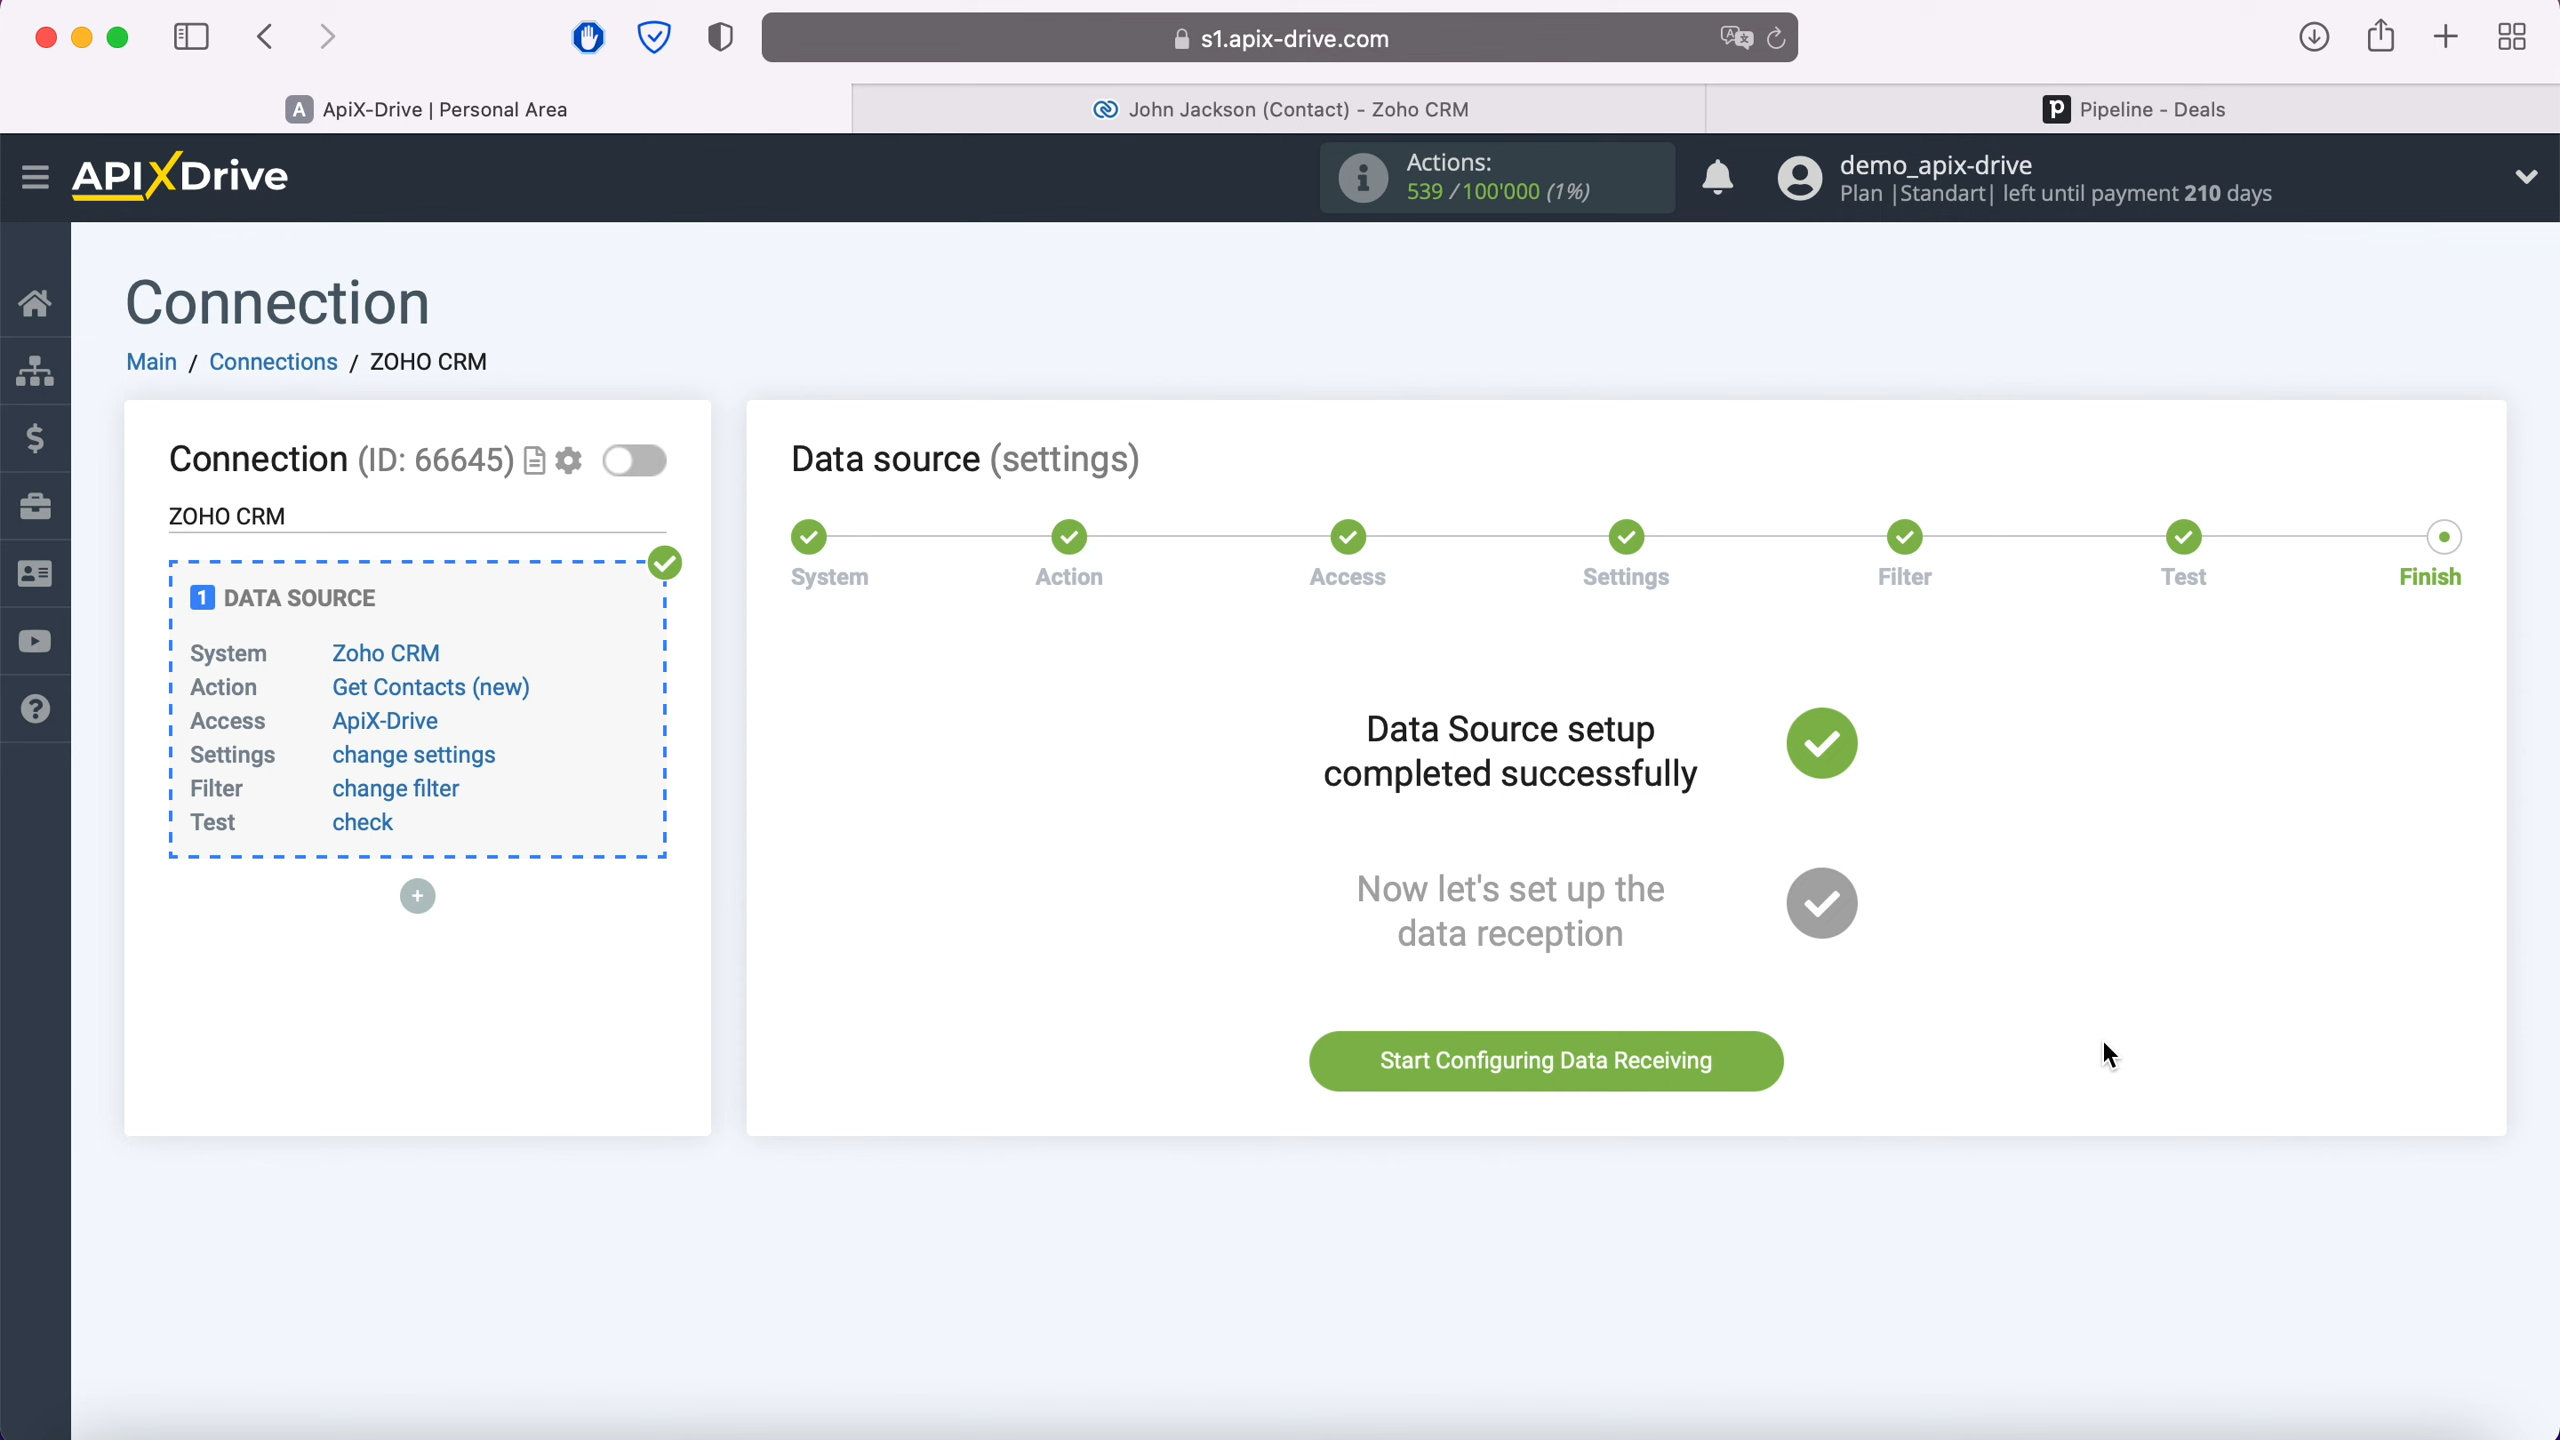 s1.apix-drive.com
A ApiX-Drive | Personal Area
John Jackson (Contact) - Zoho CRM
Pipeline - Deals
APIXDrive
Actions:
539 / 100'000 (1%)
demo_apix-drive
Plan |Standart| left until payment 210 days
Connection
Main / Connections / ZOHO CRM
Connection (ID: 66645)
ZOHO CRM
1 DATA SOURCE
System Zoho CRM
Action Get Contacts (new)
Access ApiX-Drive
Settings change settings
Filter change filter
Test check
Data source (settings)
System Action Access Settings Filter Test Finish
Data Source setup
completed successfully
Now let's set up the
data reception
Start Configuring Data Receiving